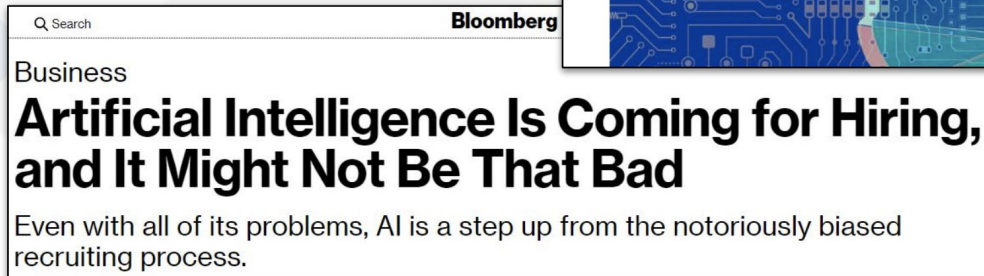 Search
Bloomberg
Business
Artificial Intelligence Is Coming for Hiring,
and It Might Not Be That Bad
Even with all of its problems, AI is a step up from the notoriously biased
recruiting process.